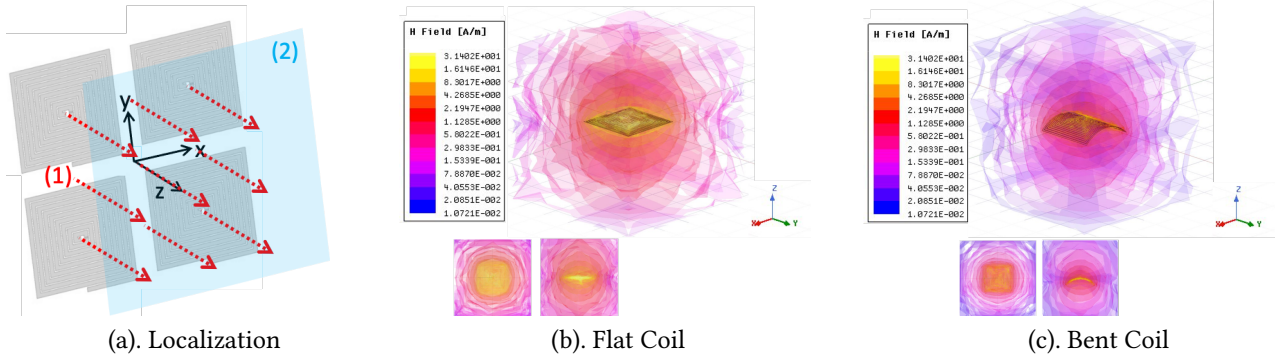 (2)
y
x
z
(1)
(a). Localization
H Field [A/m]
3.1402E+001
1.6146E+001
8.3017E+000
4.2685E+000
2.1947E+000
1.1285E+000
5.8022E-001
2.9833E-001
1.5339E-001
7.8870E-002
4.0553E-002
2.0851E-002
1.0721E-002
Z
X
Y
(b). Flat Coil
H Field [A/m]
3.1402E+001
1.6146E+001
8.3017E+000
4.2685E+000
2.1947E+000
1.1285E+000
5.8022E-001
2.9833E-001
1.5339E-001
7.8870E-002
4.0553E-002
2.0851E-002
1.0721E-002
Z
X
Y
(c). Bent Coil